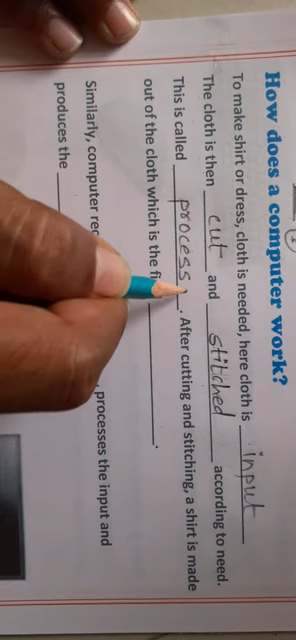 How does a computer work?
To make shirt or dress, cloth is needed, here cloth is input
The cloth is then cut and stitched according to need.
This is called process. After cutting and stitching, a shirt is made
out of the cloth which is the
Similarly, computer processes the input and
produces the